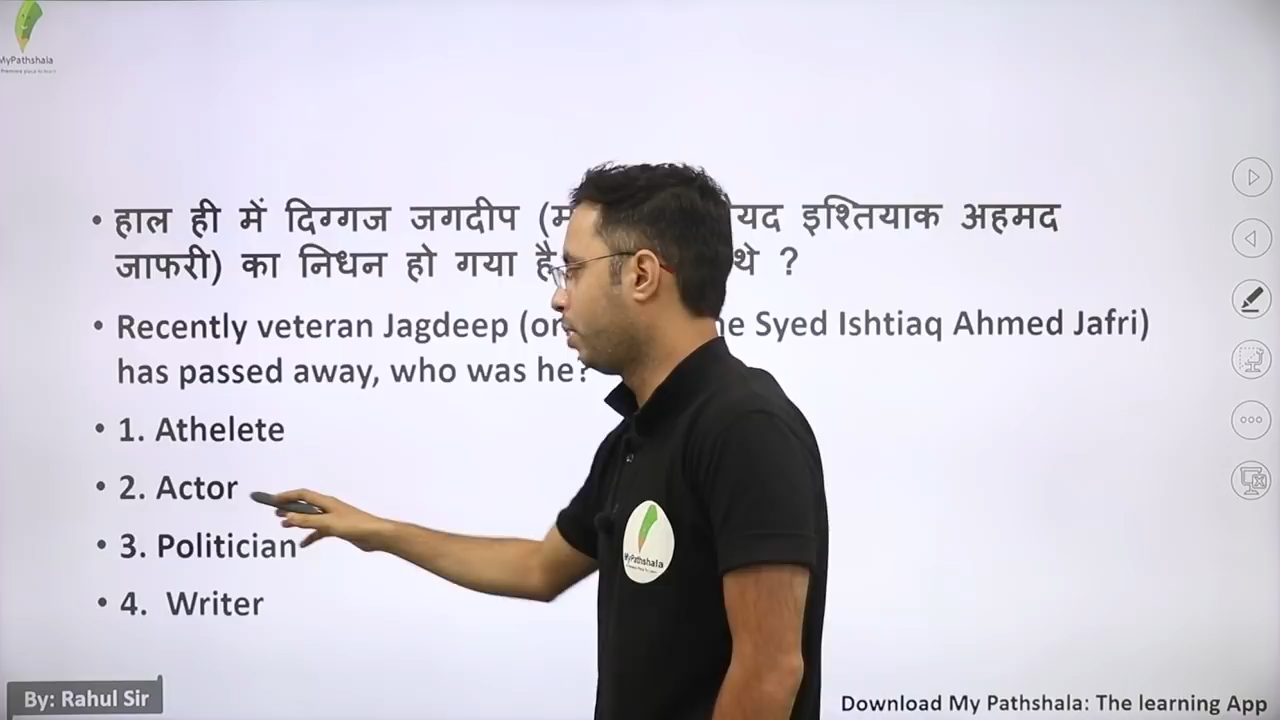 MyPathshala
• हाल ही में दिग्गज जगदीप ( इश्तियाक अहमद
जाफरी) का निधन हो गया है थे ?
• Recently veteran Jagdeep ( Syed Ishtiaq Ahmed Jafri)
has passed away, who was he?
• 1. Athelete
• 2. Actor
• 3. Politician
• 4. Writer
MyPathshala
By: Rahul Sir
Download My Pathshala: The learning App